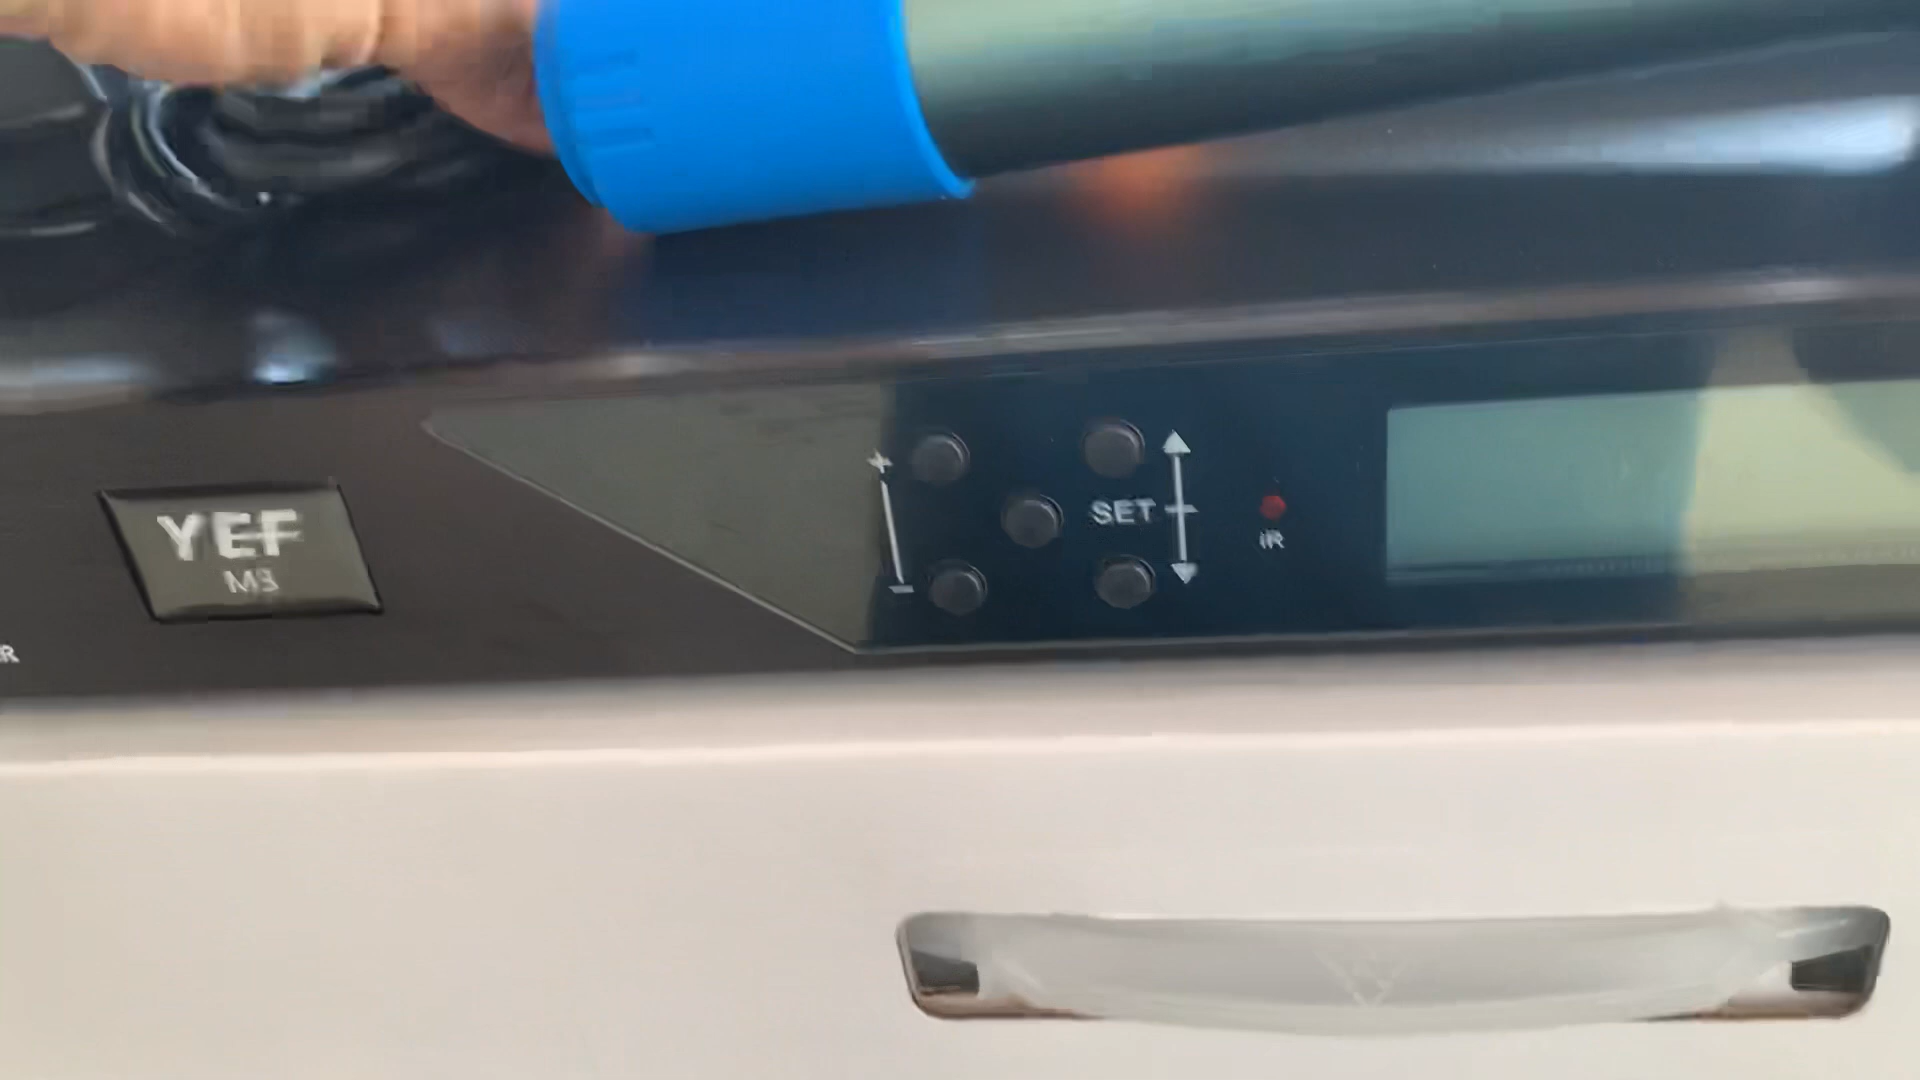 YEF
M3
R
+
SET
-
IR